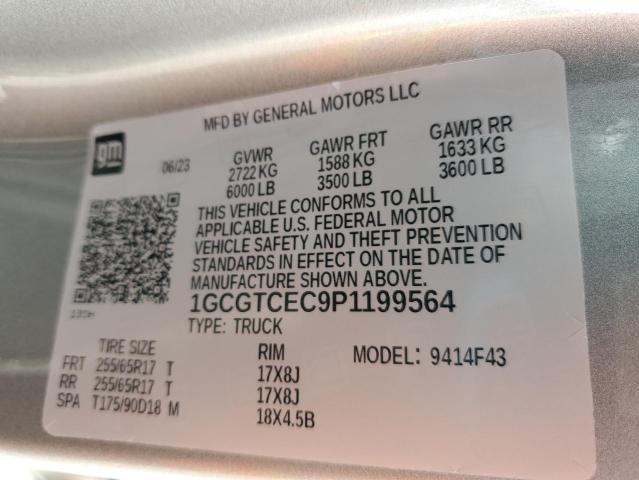 MFD BY GENERAL MOTORS LLC
gm
06/23
GVWR GAWR FRT GAWR RR
2722 KG 1588 KG 1633 KG
6000 LB 3500 LB 3600 LB
THIS VEHICLE CONFORMS TO ALL
APPLICABLE U.S. FEDERAL MOTOR
VEHICLE SAFETY AND THEFT PREVENTION
STANDARDS IN EFFECT ON THE DATE OF
MANUFACTURE SHOWN ABOVE.
1GCGTCEC9P1199564
TYPE: TRUCK
TIRE SIZE RIM MODEL: 9414F43
FRT 255/65R17 T 17X8J
RR 255/65R17 T 17X8J
SPA T175/90D18 M 18X4.5B